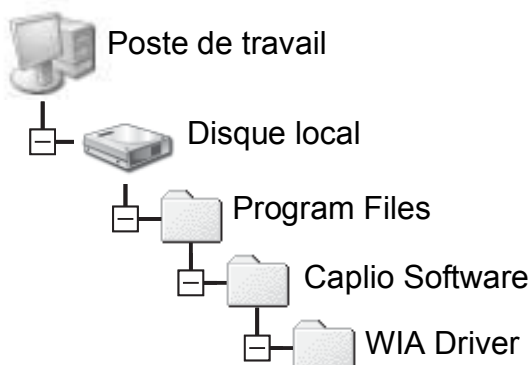 Poste de travail
Disque local
Program Files
Caplio Software
WIA Driver